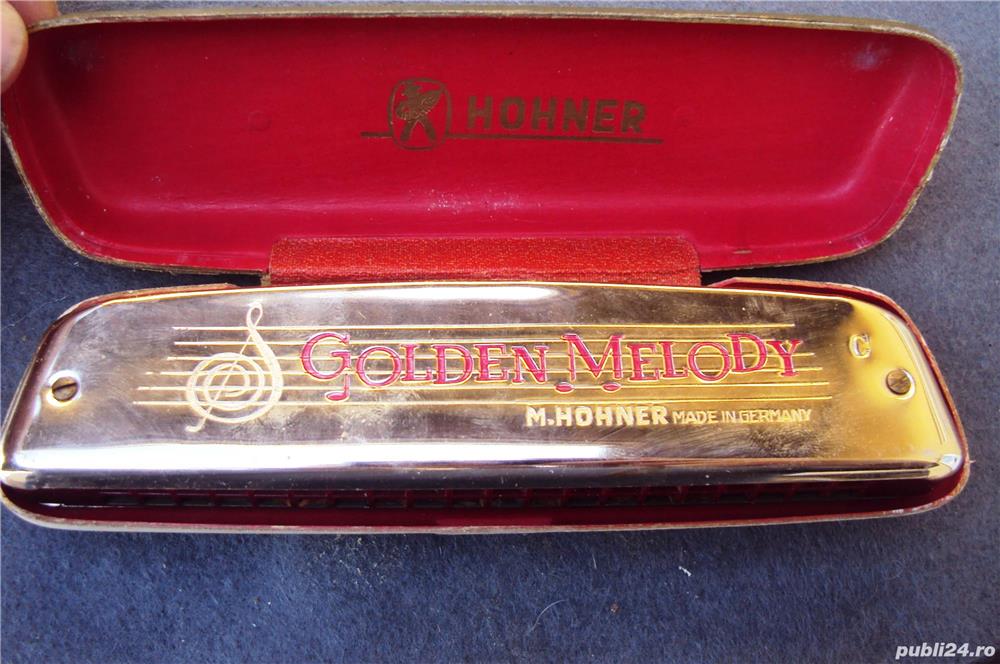 HOHNER
GOLDEN MELODY
C
M. HOHNER MADE IN GERMANY
publi24.ro